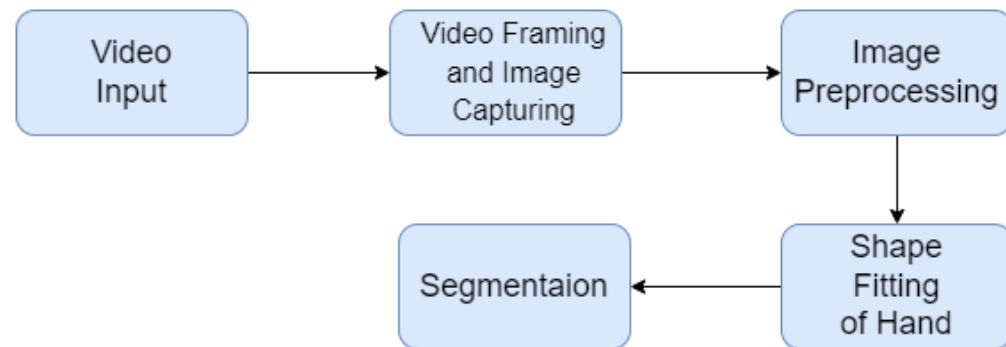 Video
Input
Video Framing
and Image
Capturing
Image
Preprocessing
Shape
Fitting
of Hand
Segmentaion